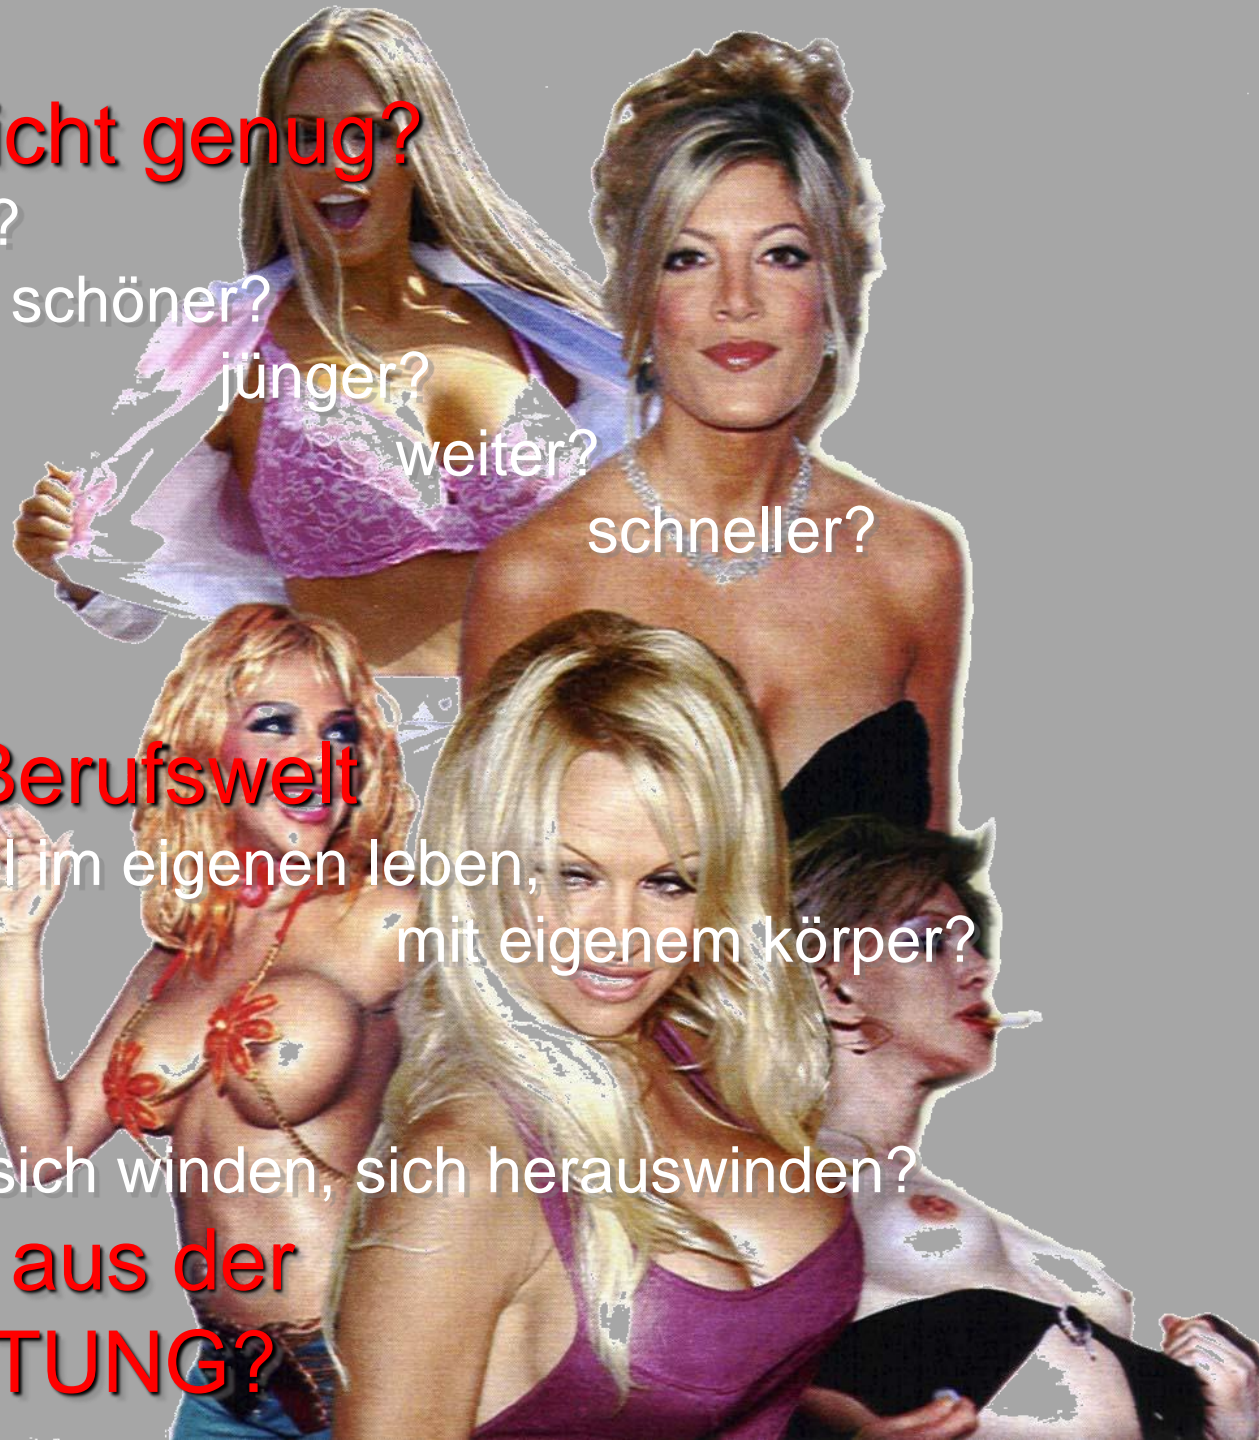 icht genug?
?
schöner?
jünger?
weiter?
schneller?
Berufswelt
l im eigenen leben,
mit eigenem körper?
sich winden, sich herauswinden?
aus der
TUNG?